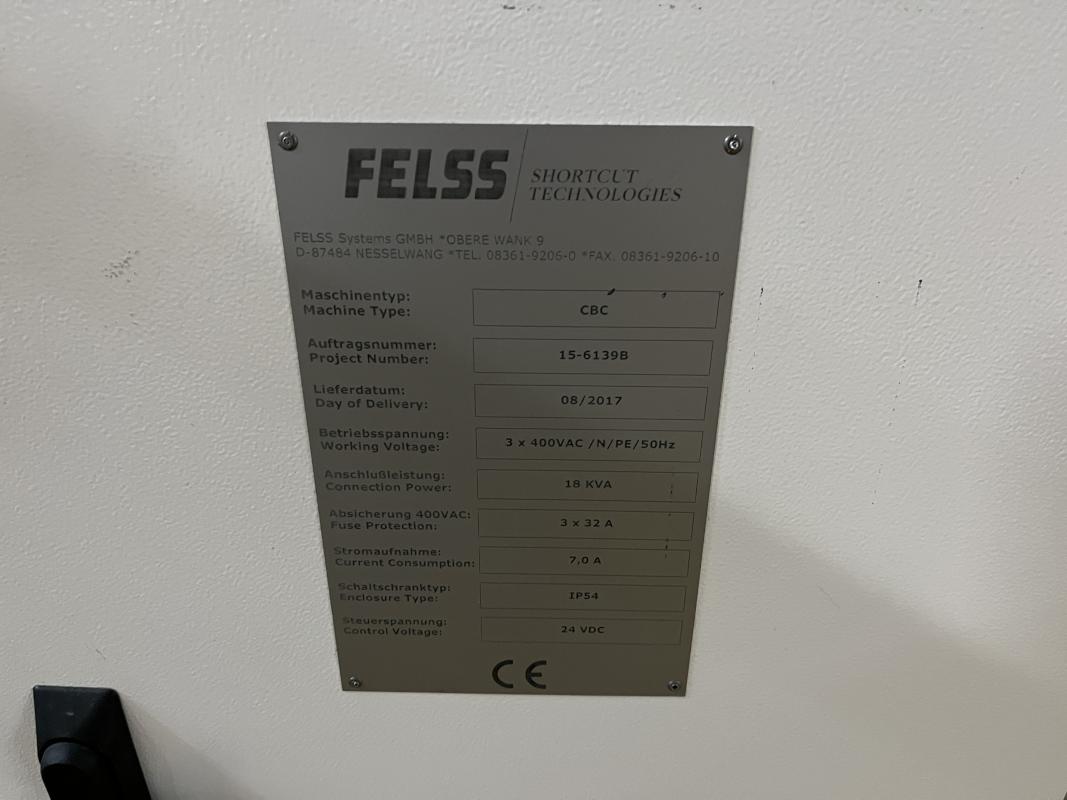 FELSS
SHORTCUT
TECHNOLOGIES
FELSS Systems GMBH *OBERE WANK 9
D-87484 NESSELWANG *TEL. 08361-9206-0 *FAX. 08361-9206-10
Maschinentyp:
Machine Type:
CBC
Auftragsnummer:
Project Number:
15-6139B
Lieferdatum:
Day of Delivery:
08/2017
Betriebsspannung:
Working Voltage:
3 x 400VAC /N/PE/50Hz
Anschlußleistung:
Connection Power:
18 KVA
Absicherung 400VAC:
Fuse Protection:
3 x 32 A
Stromaufnahme:
Current Consumption:
7,0 A
Schaltschranktyp:
Enclosure Type:
IP54
Steuerspannung:
Control Voltage:
24 VDC
CE